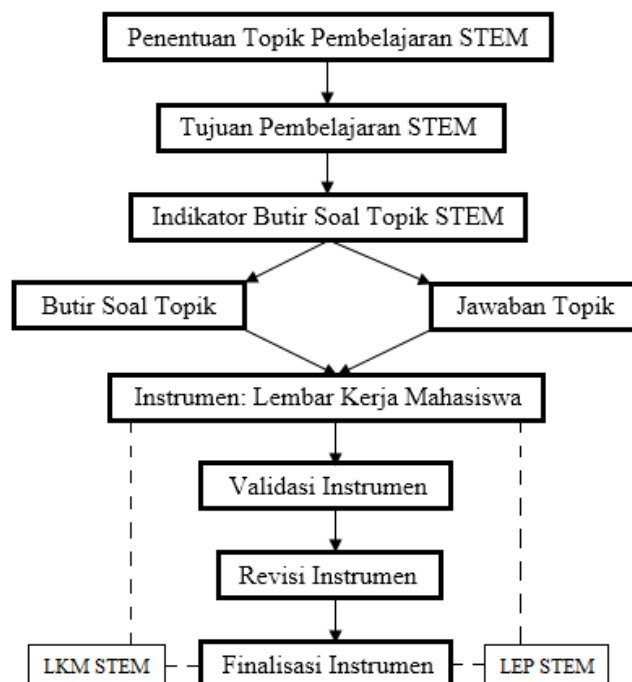 Penentuan Topik Pembelajaran STEM
Tujuan Pembelajaran STEM
Indikator Butir Soal Topik STEM
Butir Soal Topik
Jawaban Topik
Instrumen: Lembar Kerja Mahasiswa
Validasi Instrumen
Revisi Instrumen
LKM STEM
Finalisasi Instrumen
LEP STEM